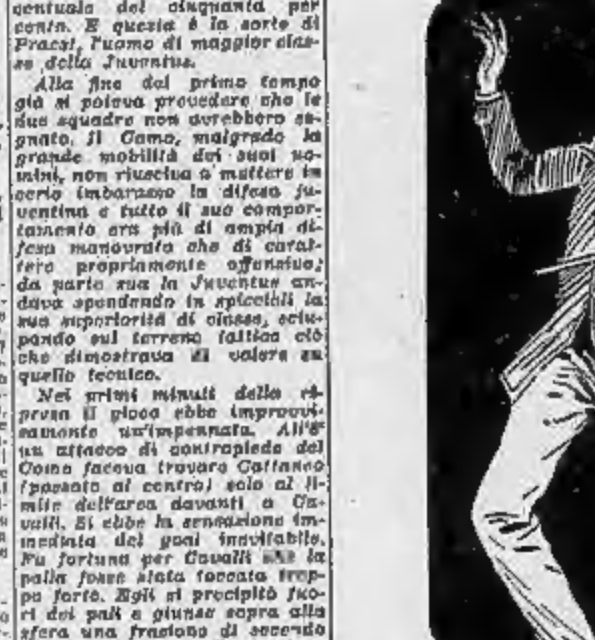 centuale del cinquanta per
cento. E questa è la sorte di
Praest, l'uomo di maggior clas-
se della Juventus.
Alla fine del primo tempo
già si poteva prevedere che le
due squadre non avrebbero se-
gnato. Il Como, malgrado la
grande mobilità dei suoi uo-
mini, non riusciva a mettere in
serio imbarazzo la difesa ju-
ventina e tutto il suo compor-
tamento era più di ampia di-
fesa manovrata che di carat-
tere propriamente offensivo;
da parte sua la Juventus an-
dava spendendo in spiccioli la
sua superiorità di classe, sciu-
pando sul terreno tattico ciò
che dimostrava di valere su
quello tecnico.
Nei primi minuti della ri-
presa il gioco ebbe improvvi-
samente un'impennata. All'8'
un attacco di contropiede del
Como faceva trovare Cattaneo
(passato al centro) solo al li-
mite dell'area davanti a Ca-
valli. Si ebbe la sensazione im-
mediata del goal inevitabile.
Fu fortuna per Cavalli che la
palla fosse stata toccata trop-
po forte. Egli si precipitò fuo-
ri dei pali e giunse sopra alla
sfera una frazione di secondo